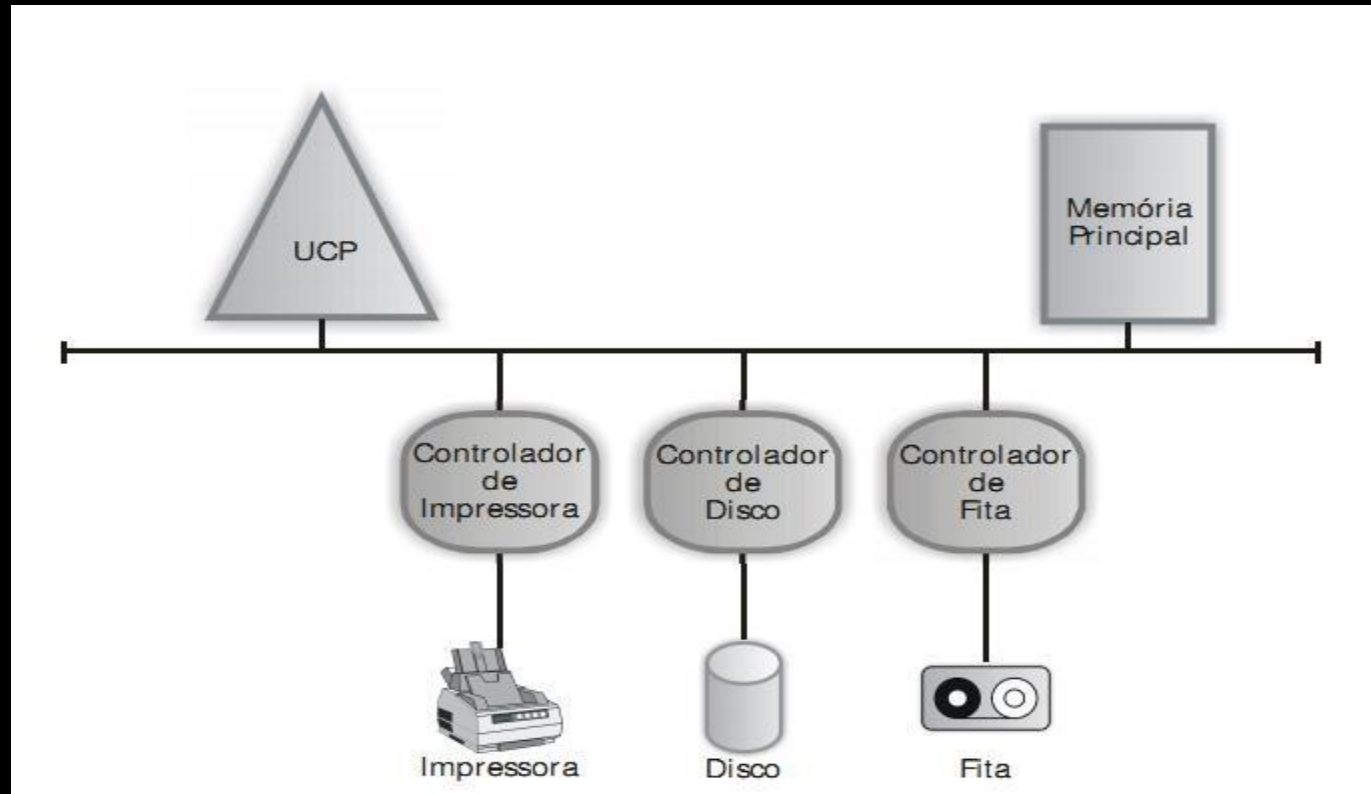 UCP
Memória
Principal
Controlador
de
Impressora
Controlador
de
Disco
Controlador
de
Fita
Impressora
Disco
Fita